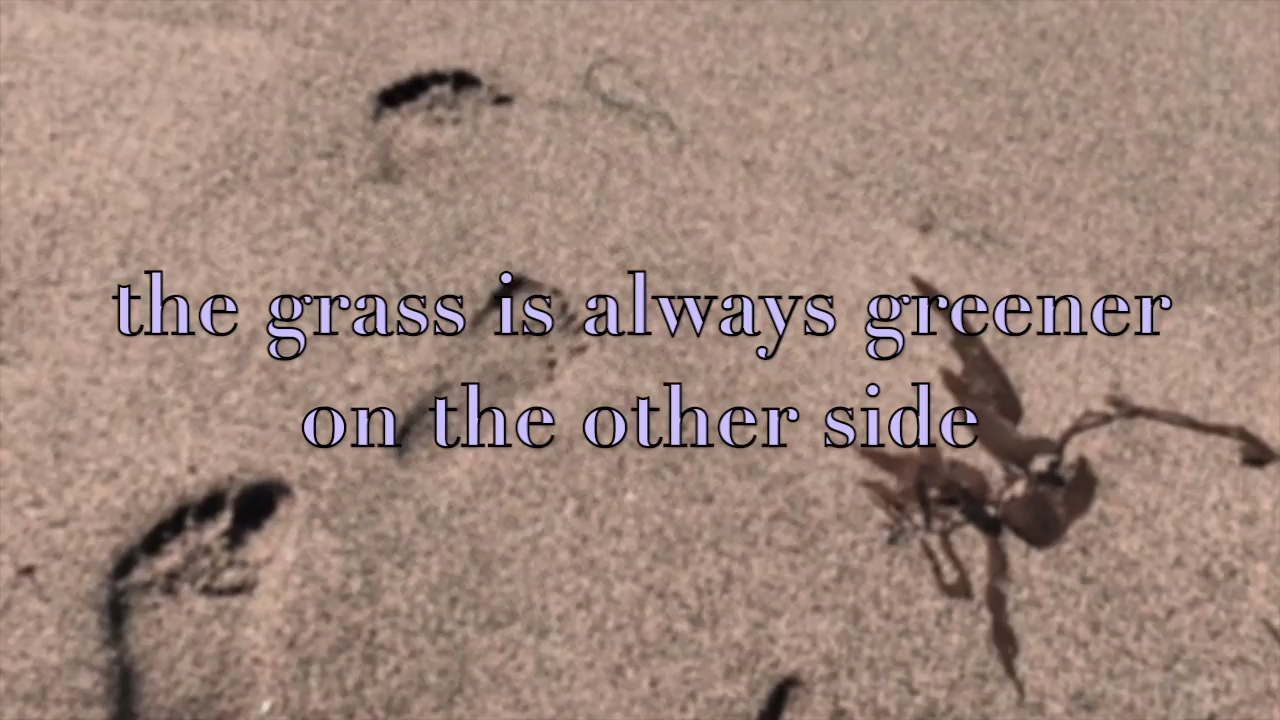 the grass is always greener
on the other side